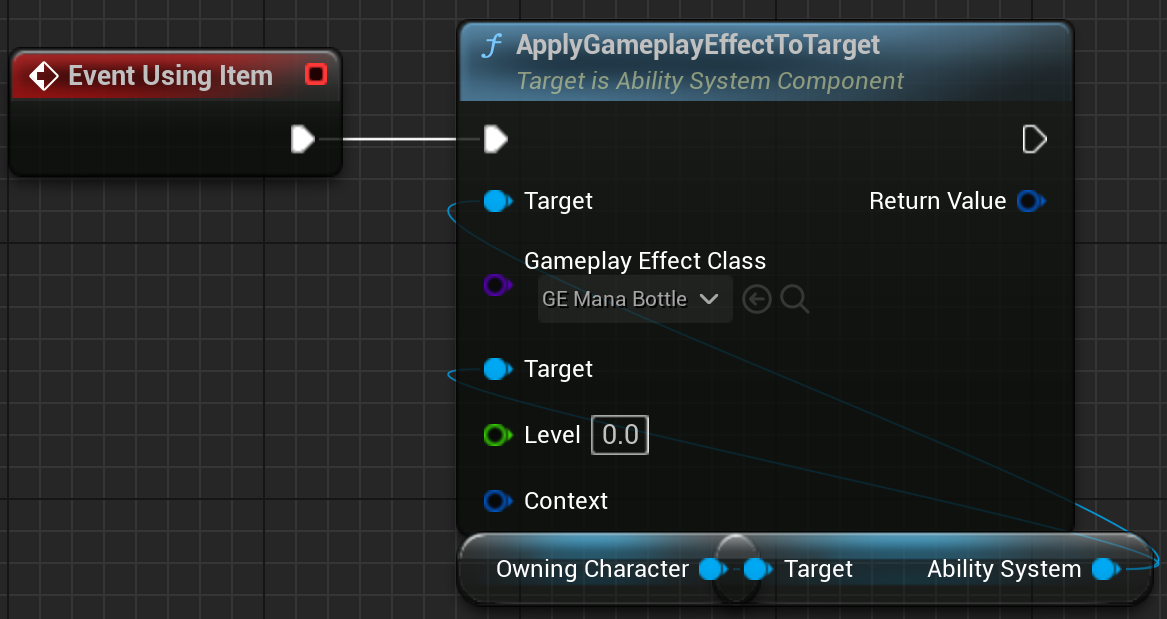 Event Using Item
ƒ ApplyGameplayEffectToTarget
Target is Ability System Component
Target
Return Value
Gameplay Effect Class
GE Mana Bottle
Target
Level 0.0
Context
Owning Character Target Ability System